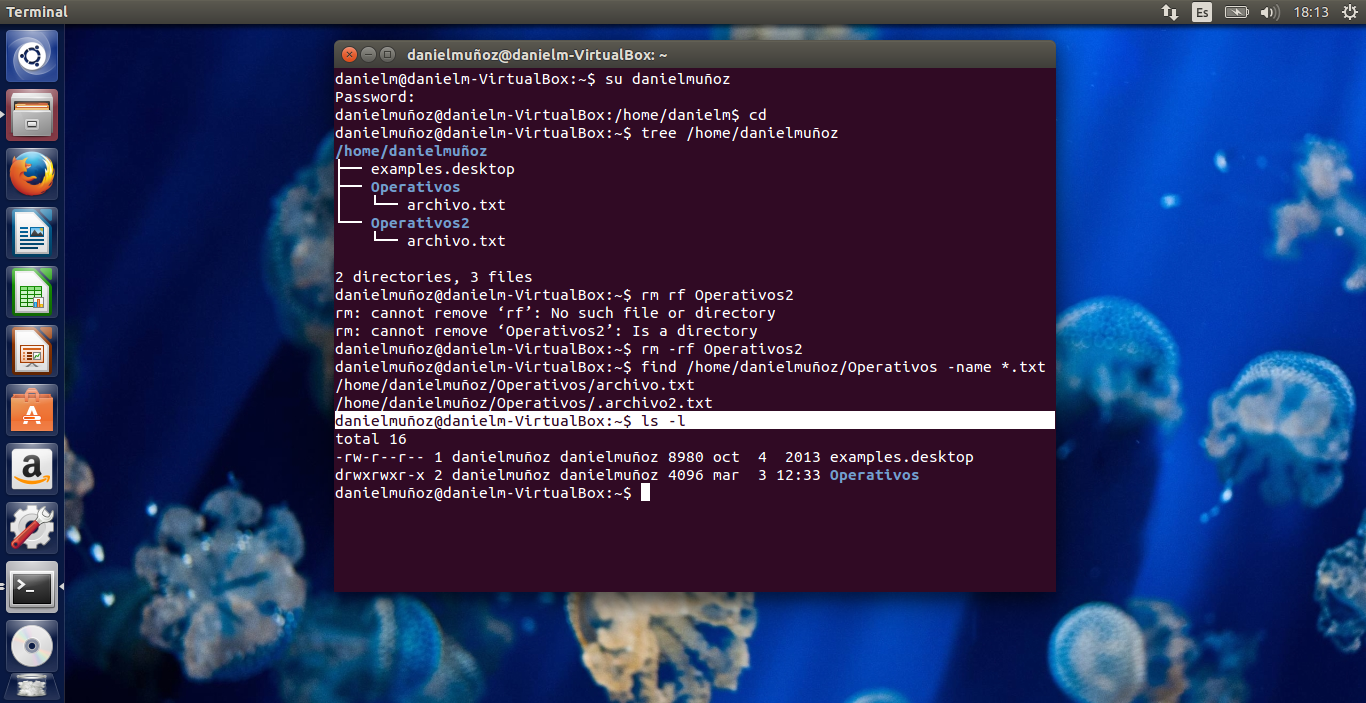 Terminal
Es
18:13
danielmuñoz@danielm-VirtualBox: ~
danielm@danielm-VirtualBox:~$ su danielmuñoz
Password:
danielmuñoz@danielm-VirtualBox:/home/danielm$ cd
danielmuñoz@danielm-VirtualBox:~$ tree /home/danielmuñoz
/home/danielmuñoz
├── examples.desktop
├── Operativos
│   └── archivo.txt
└── Operativos2
    └── archivo.txt
2 directories, 3 files
danielmuñoz@danielm-VirtualBox:~$ rm rf Operativos2
rm: cannot remove ‘rf’: No such file or directory
rm: cannot remove ‘Operativos2’: Is a directory
danielmuñoz@danielm-VirtualBox:~$ rm -rf Operativos2
danielmuñoz@danielm-VirtualBox:~$ find /home/danielmuñoz/Operativos -name *.txt
/home/danielmuñoz/Operativos/archivo.txt
/home/danielmuñoz/Operativos/.archivo2.txt
danielmuñoz@danielm-VirtualBox:~$ ls -l
total 16
-rw-r--r-- 1 danielmuñoz danielmuñoz 8980 oct  4  2013 examples.desktop
drwxrwxr-x 2 danielmuñoz danielmuñoz 4096 mar  3 12:33 Operativos
danielmuñoz@danielm-VirtualBox:~$